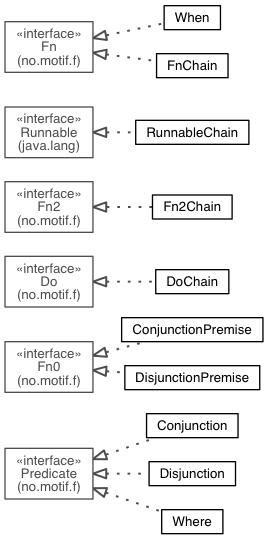 When
«interface»
Fn
(no.motif.f)
FnChain
«interface»
Runnable
(java.lang)
RunnableChain
«interface»
Fn2
(no.motif.f)
Fn2Chain
«interface»
Do
(no.motif.f)
DoChain
ConjunctionPremise
«interface»
Fn0
(no.motif.f)
DisjunctionPremise
Conjunction
«interface»
Predicate
(no.motif.f)
Disjunction
Where